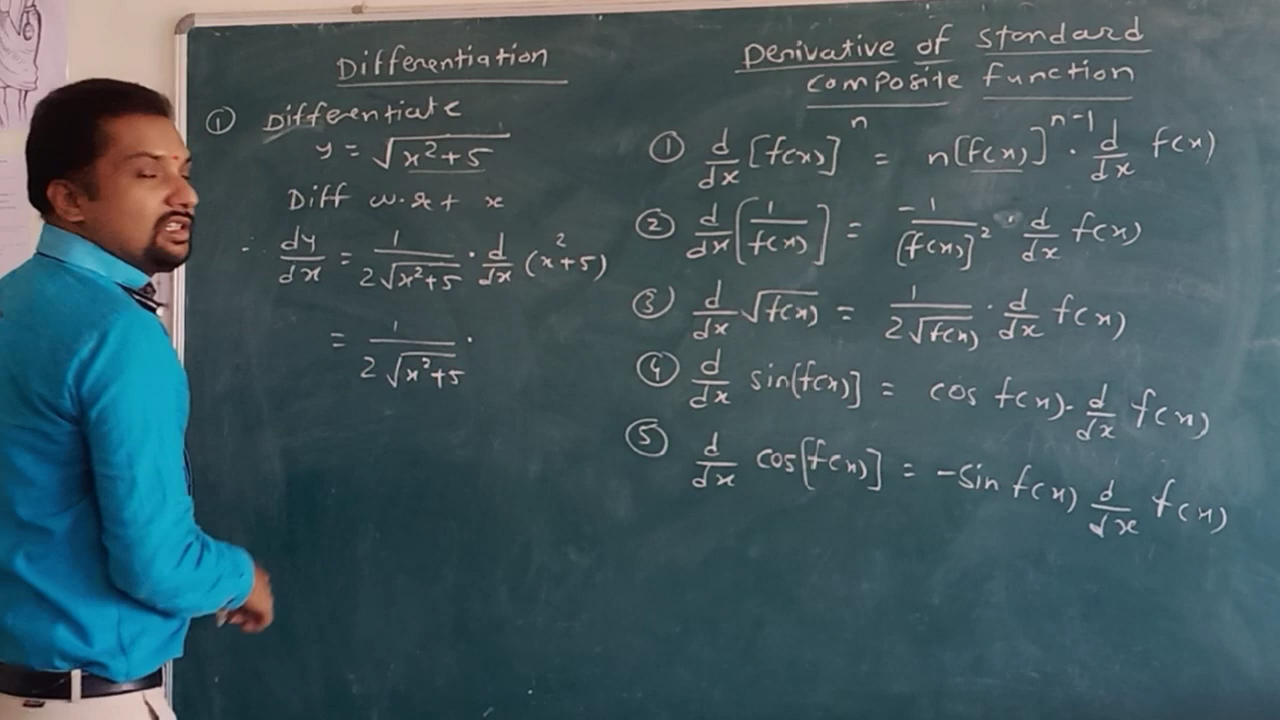 Differentiation
① Differentiate
y = √(x²+5)
Diff w.r.t x
∴ dy/dx = 1/(2√(x²+5)) · d/dx (x²+5)
= 1/(2√(x²+5)) ·
Derivative of standard
composite function
① d/dx [f(x)]ⁿ = n[f(x)]ⁿ⁻¹ · d/dx f(x)
② d/dx [1/f(x)] = -1/[f(x)]² · d/dx f(x)
③ d/dx √f(x) = 1/(2√f(x)) · d/dx f(x)
④ d/dx sin[f(x)] = cos f(x) · d/dx f(x)
⑤ d/dx cos[f(x)] = -sin f(x) d/dx f(x)